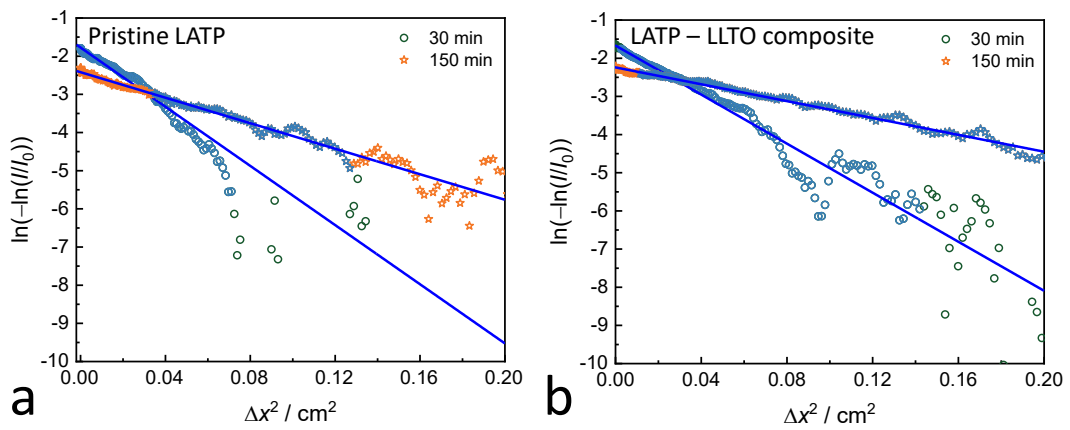 Pristine LATP
30 min
150 min
-1
-2
-3
-4
-5
-6
-7
-8
-9
-10
0.00
0.04
0.08
0.12
0.16
0.20
ln(−ln(I/I₀))
Δx² / cm²
a
LATP – LLTO composite
30 min
150 min
-1
-2
-3
-4
-5
-6
-7
-8
-9
-10
0.00
0.04
0.08
0.12
0.16
0.20
ln(−ln(I/I₀))
Δx² / cm²
b